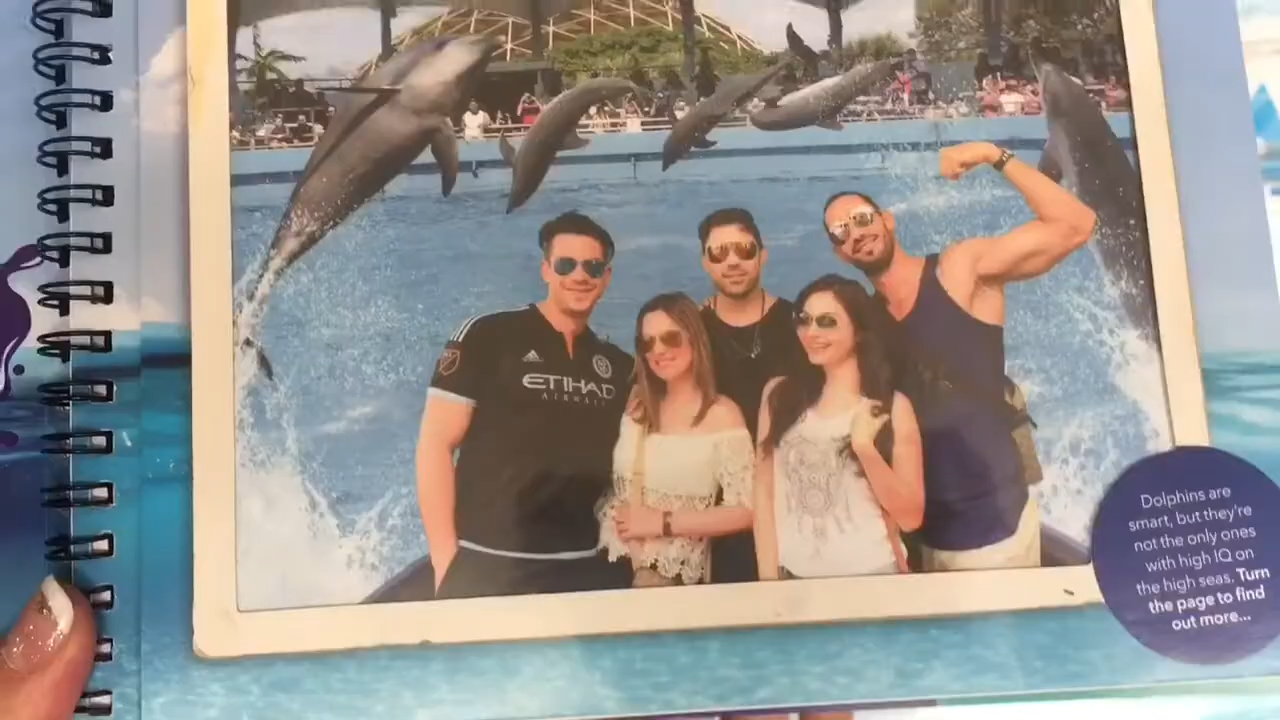 ETIHAD
AIRWAYS
Dolphins are
smart, but they're
not the only ones
with high IQ on
the high seas. Turn
the page to find
out more...